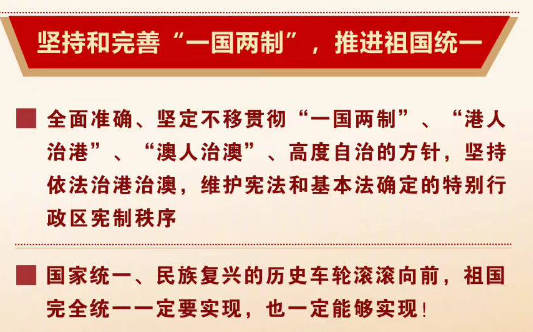 坚持和完善“一国两制”，推进祖国统一
全面准确、坚定不移贯彻“一国两制”、“港人
治港”、“澳人治澳”、高度自治的方针，坚持
依法治港治澳，维护宪法和基本法确定的特别行
政区宪制秩序
国家统一、民族复兴的历史车轮滚滚向前，祖国
完全统一一定要实现，也一定能够实现！